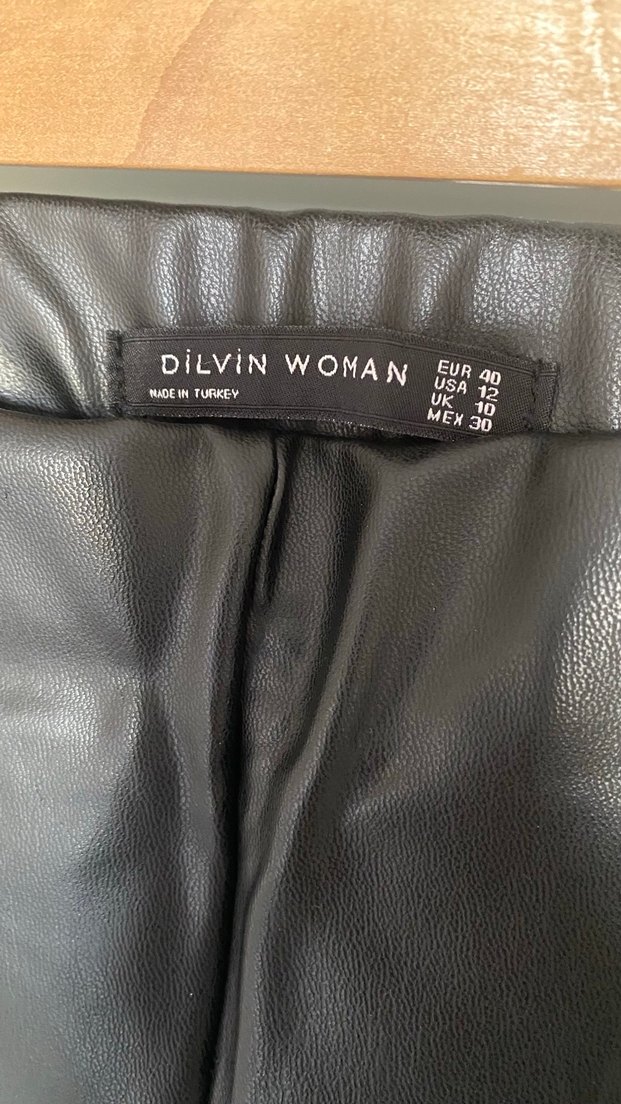 DİLVİN WOMAN
MADE IN TURKEY
EUR 40
USA 12
UK 10
MEX 30